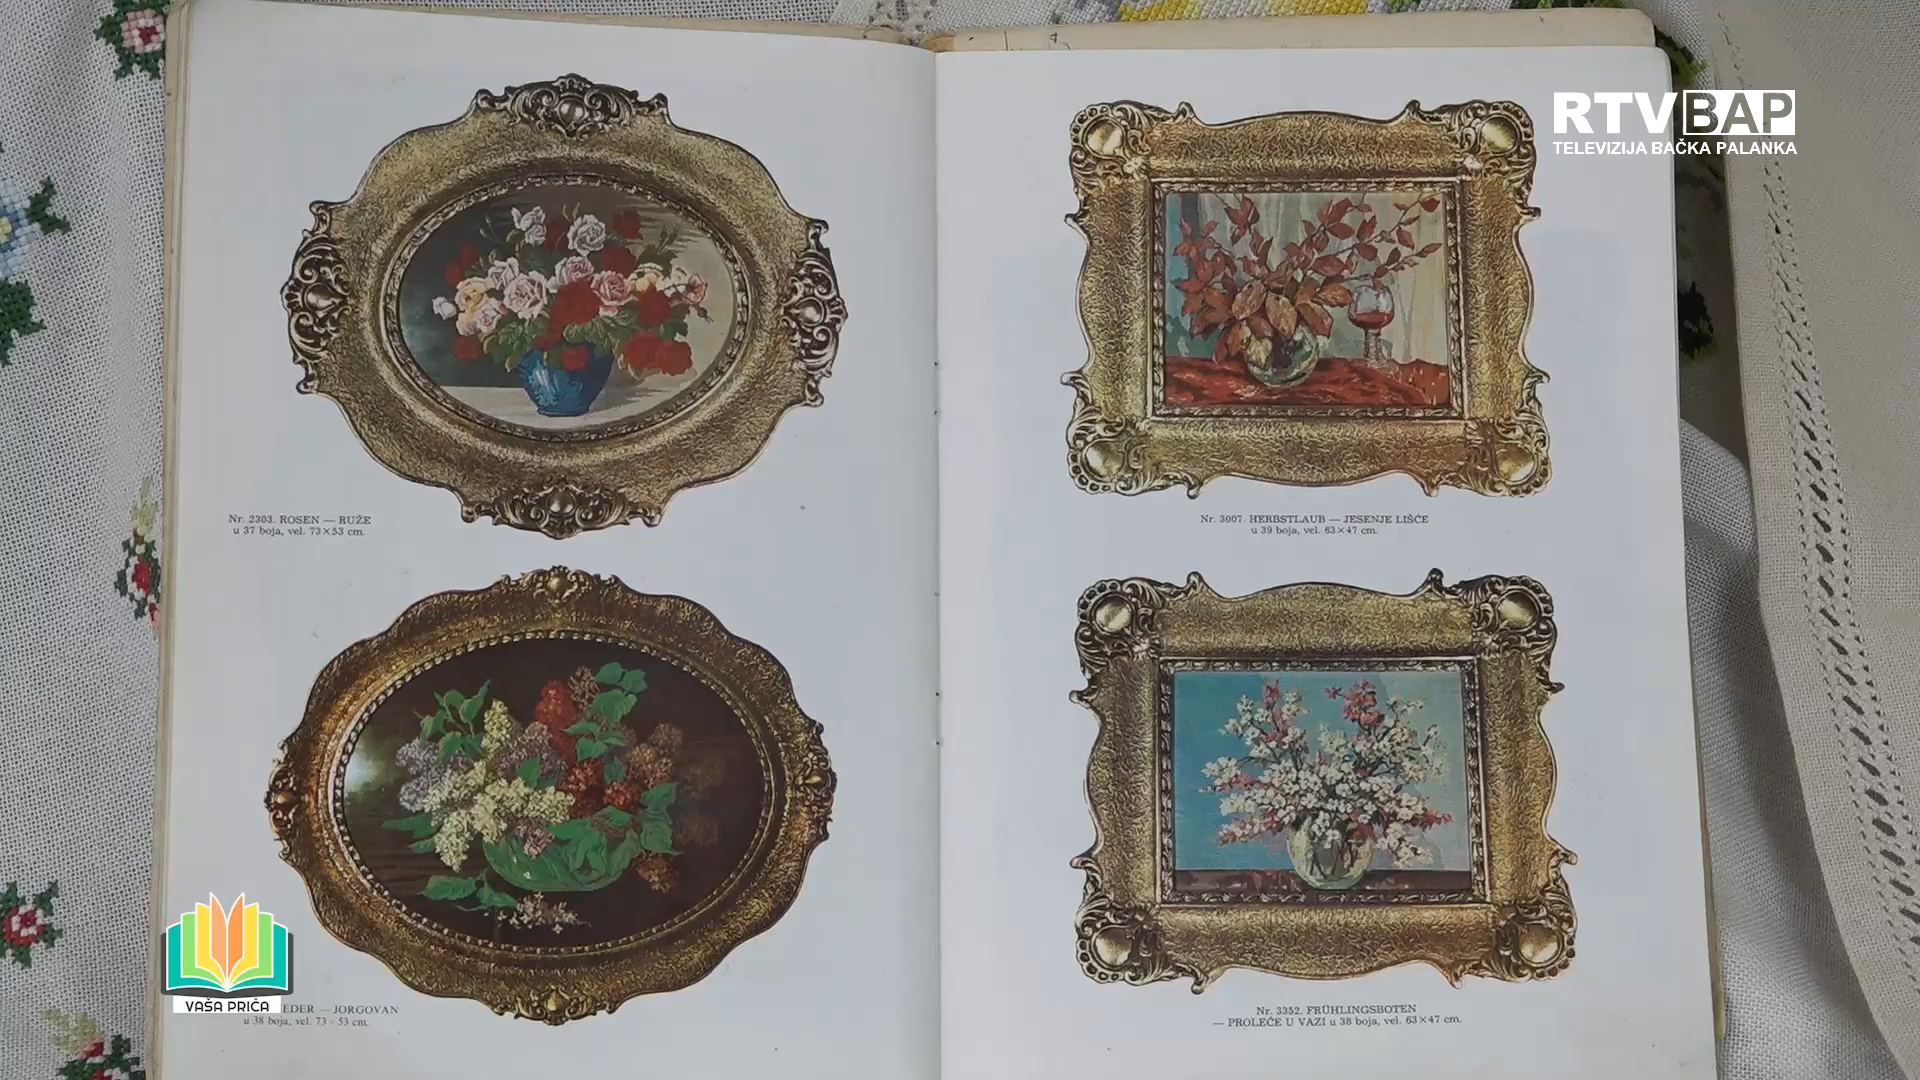 RTV BAP
TELEVIZIJA BAČKA PALANKA
Nr. 2303. ROSEN — RUŽE
u 37 boja, vel. 73×53 cm.
Nr. 3007. HERBSTLAUB — JESENJE LIŠĆE
u 39 boja, vel. 63×47 cm.
EDER — JORGOVAN
u 38 boja, vel. 73×53 cm.
Nr. 3352. FRÜHLINGSBOTEN
— PROLEĆE U VAZI u 38 boja, vel. 63×47 cm.
VAŠA PRIČA